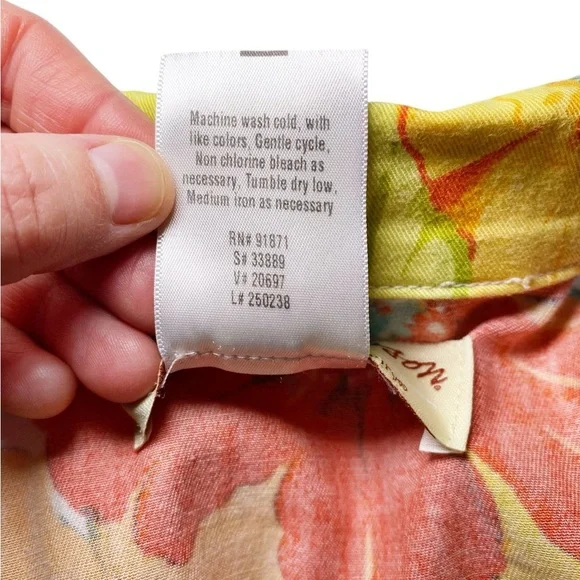 Machine wash cold, with
like colors, Gentle cycle,
Non chlorine bleach as
necessary, Tumble dry low,
Medium iron as necessary
RN# 91871
S# 33889
V# 20697
L# 250238